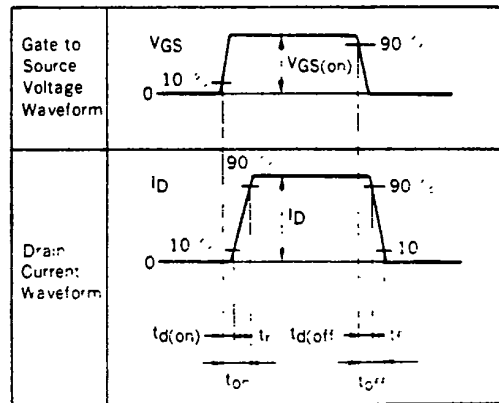 Gate to
Source
Voltage
Waveform
VGS
90 %
10 %
VGS(on)
0
Drain
Current
Waveform
90 %
ID
90 %
ID
10 %
10
0
td(on)
tr
td(off
tf
ton
toff